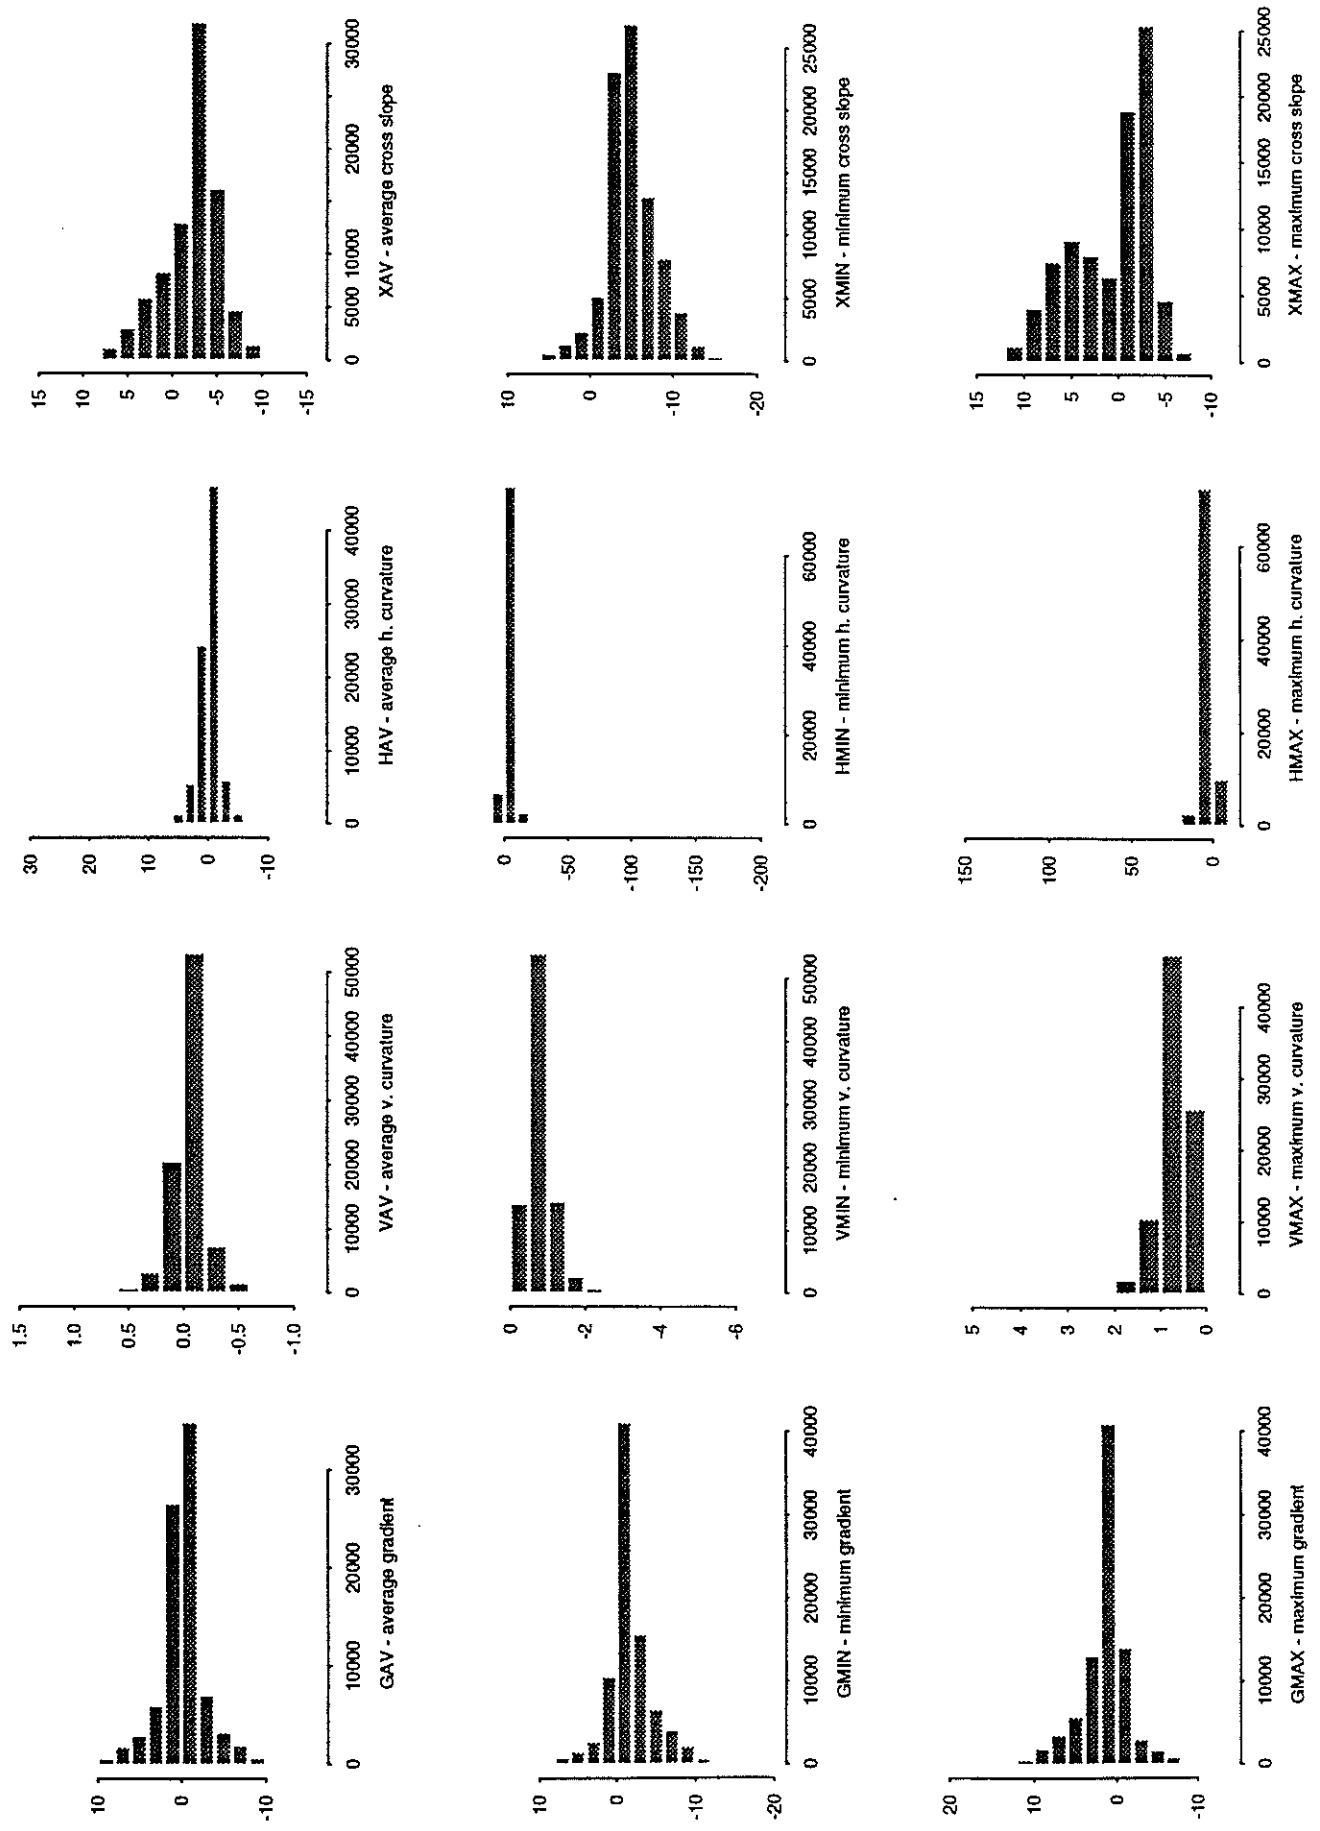 10
0
-10
0 10000 20000 30000
GAV - average gradient
1.5
1.0
0.5
0.0
-0.5
-1.0
0 10000 20000 30000 40000 50000
VAV - average v. curvature
30
20
10
0
-10
0 10000 20000 30000 40000
HAV - average h. curvature
15
10
5
0
-5
-10
-15
0 5000 10000 20000 30000
XAV - average cross slope
10
0
-10
-20
0 10000 20000 30000 40000
GMIN - minimum gradient
0
-2
-4
-6
0 10000 20000 30000 40000 50000
VMIN - minimum v. curvature
0
-50
-100
-150
-200
0 20000 40000 60000
HMIN - minimum h. curvature
10
0
-10
-20
0 5000 10000 15000 20000 25000
XMIN - minimum cross slope
20
10
0
-10
0 10000 20000 30000 40000
GMAX - maximum gradient
5
4
3
2
1
0
0 10000 20000 30000 40000
VMAX - maximum v. curvature
150
100
50
0
0 20000 40000 60000
HMAX - maximum h. curvature
15
10
5
0
-5
-10
0 5000 10000 15000 20000 25000
XMAX - maximum cross slope